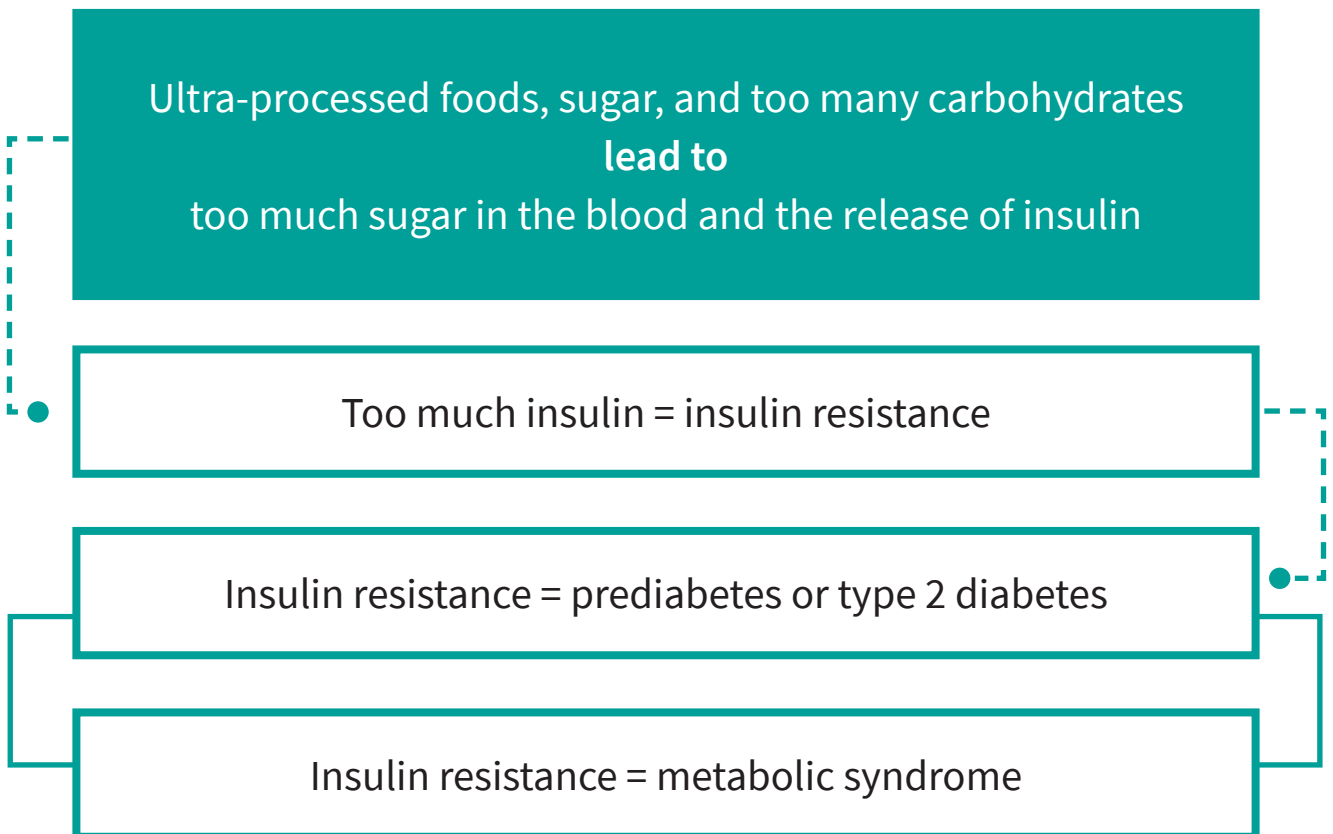 Ultra-processed foods, sugar, and too many carbohydrates
lead to
too much sugar in the blood and the release of insulin
Too much insulin = insulin resistance
Insulin resistance = prediabetes or type 2 diabetes
Insulin resistance = metabolic syndrome